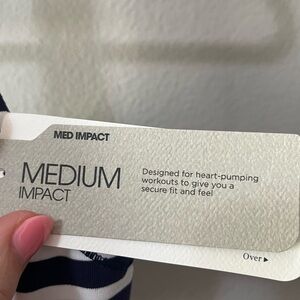 MED IMPACT
MEDIUM
IMPACT
Designed for heart-pumping
workouts to give you a
secure fit and feel
Over ▸